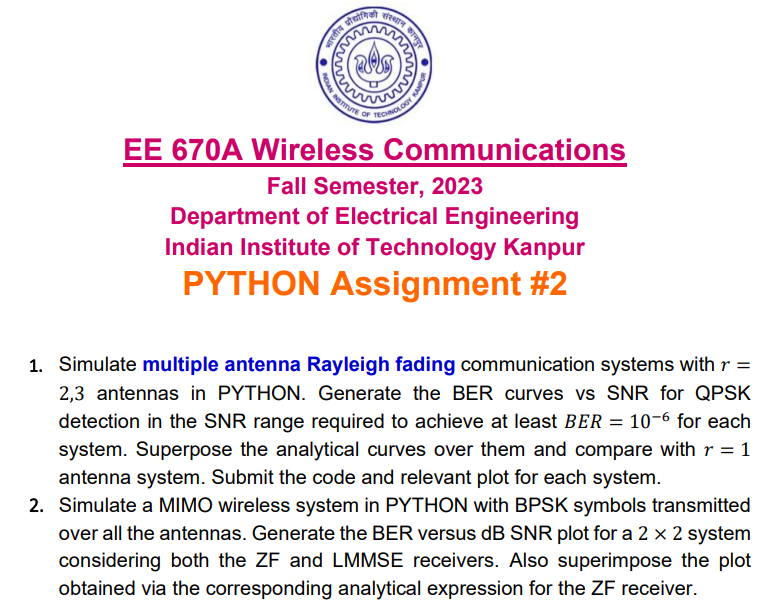 भारतीय प्रौद्योगिकी संस्थान कानपुर
INDIAN INSTITUTE OF TECHNOLOGY KANPUR
EE 670A Wireless Communications
Fall Semester, 2023
Department of Electrical Engineering
Indian Institute of Technology Kanpur
PYTHON Assignment #2
1. Simulate multiple antenna Rayleigh fading communication systems with r =
2,3 antennas in PYTHON. Generate the BER curves vs SNR for QPSK
detection in the SNR range required to achieve at least BER = 10⁻⁶ for each
system. Superpose the analytical curves over them and compare with r = 1
antenna system. Submit the code and relevant plot for each system.
2. Simulate a MIMO wireless system in PYTHON with BPSK symbols transmitted
over all the antennas. Generate the BER versus dB SNR plot for a 2 × 2 system
considering both the ZF and LMMSE receivers. Also superimpose the plot
obtained via the corresponding analytical expression for the ZF receiver.